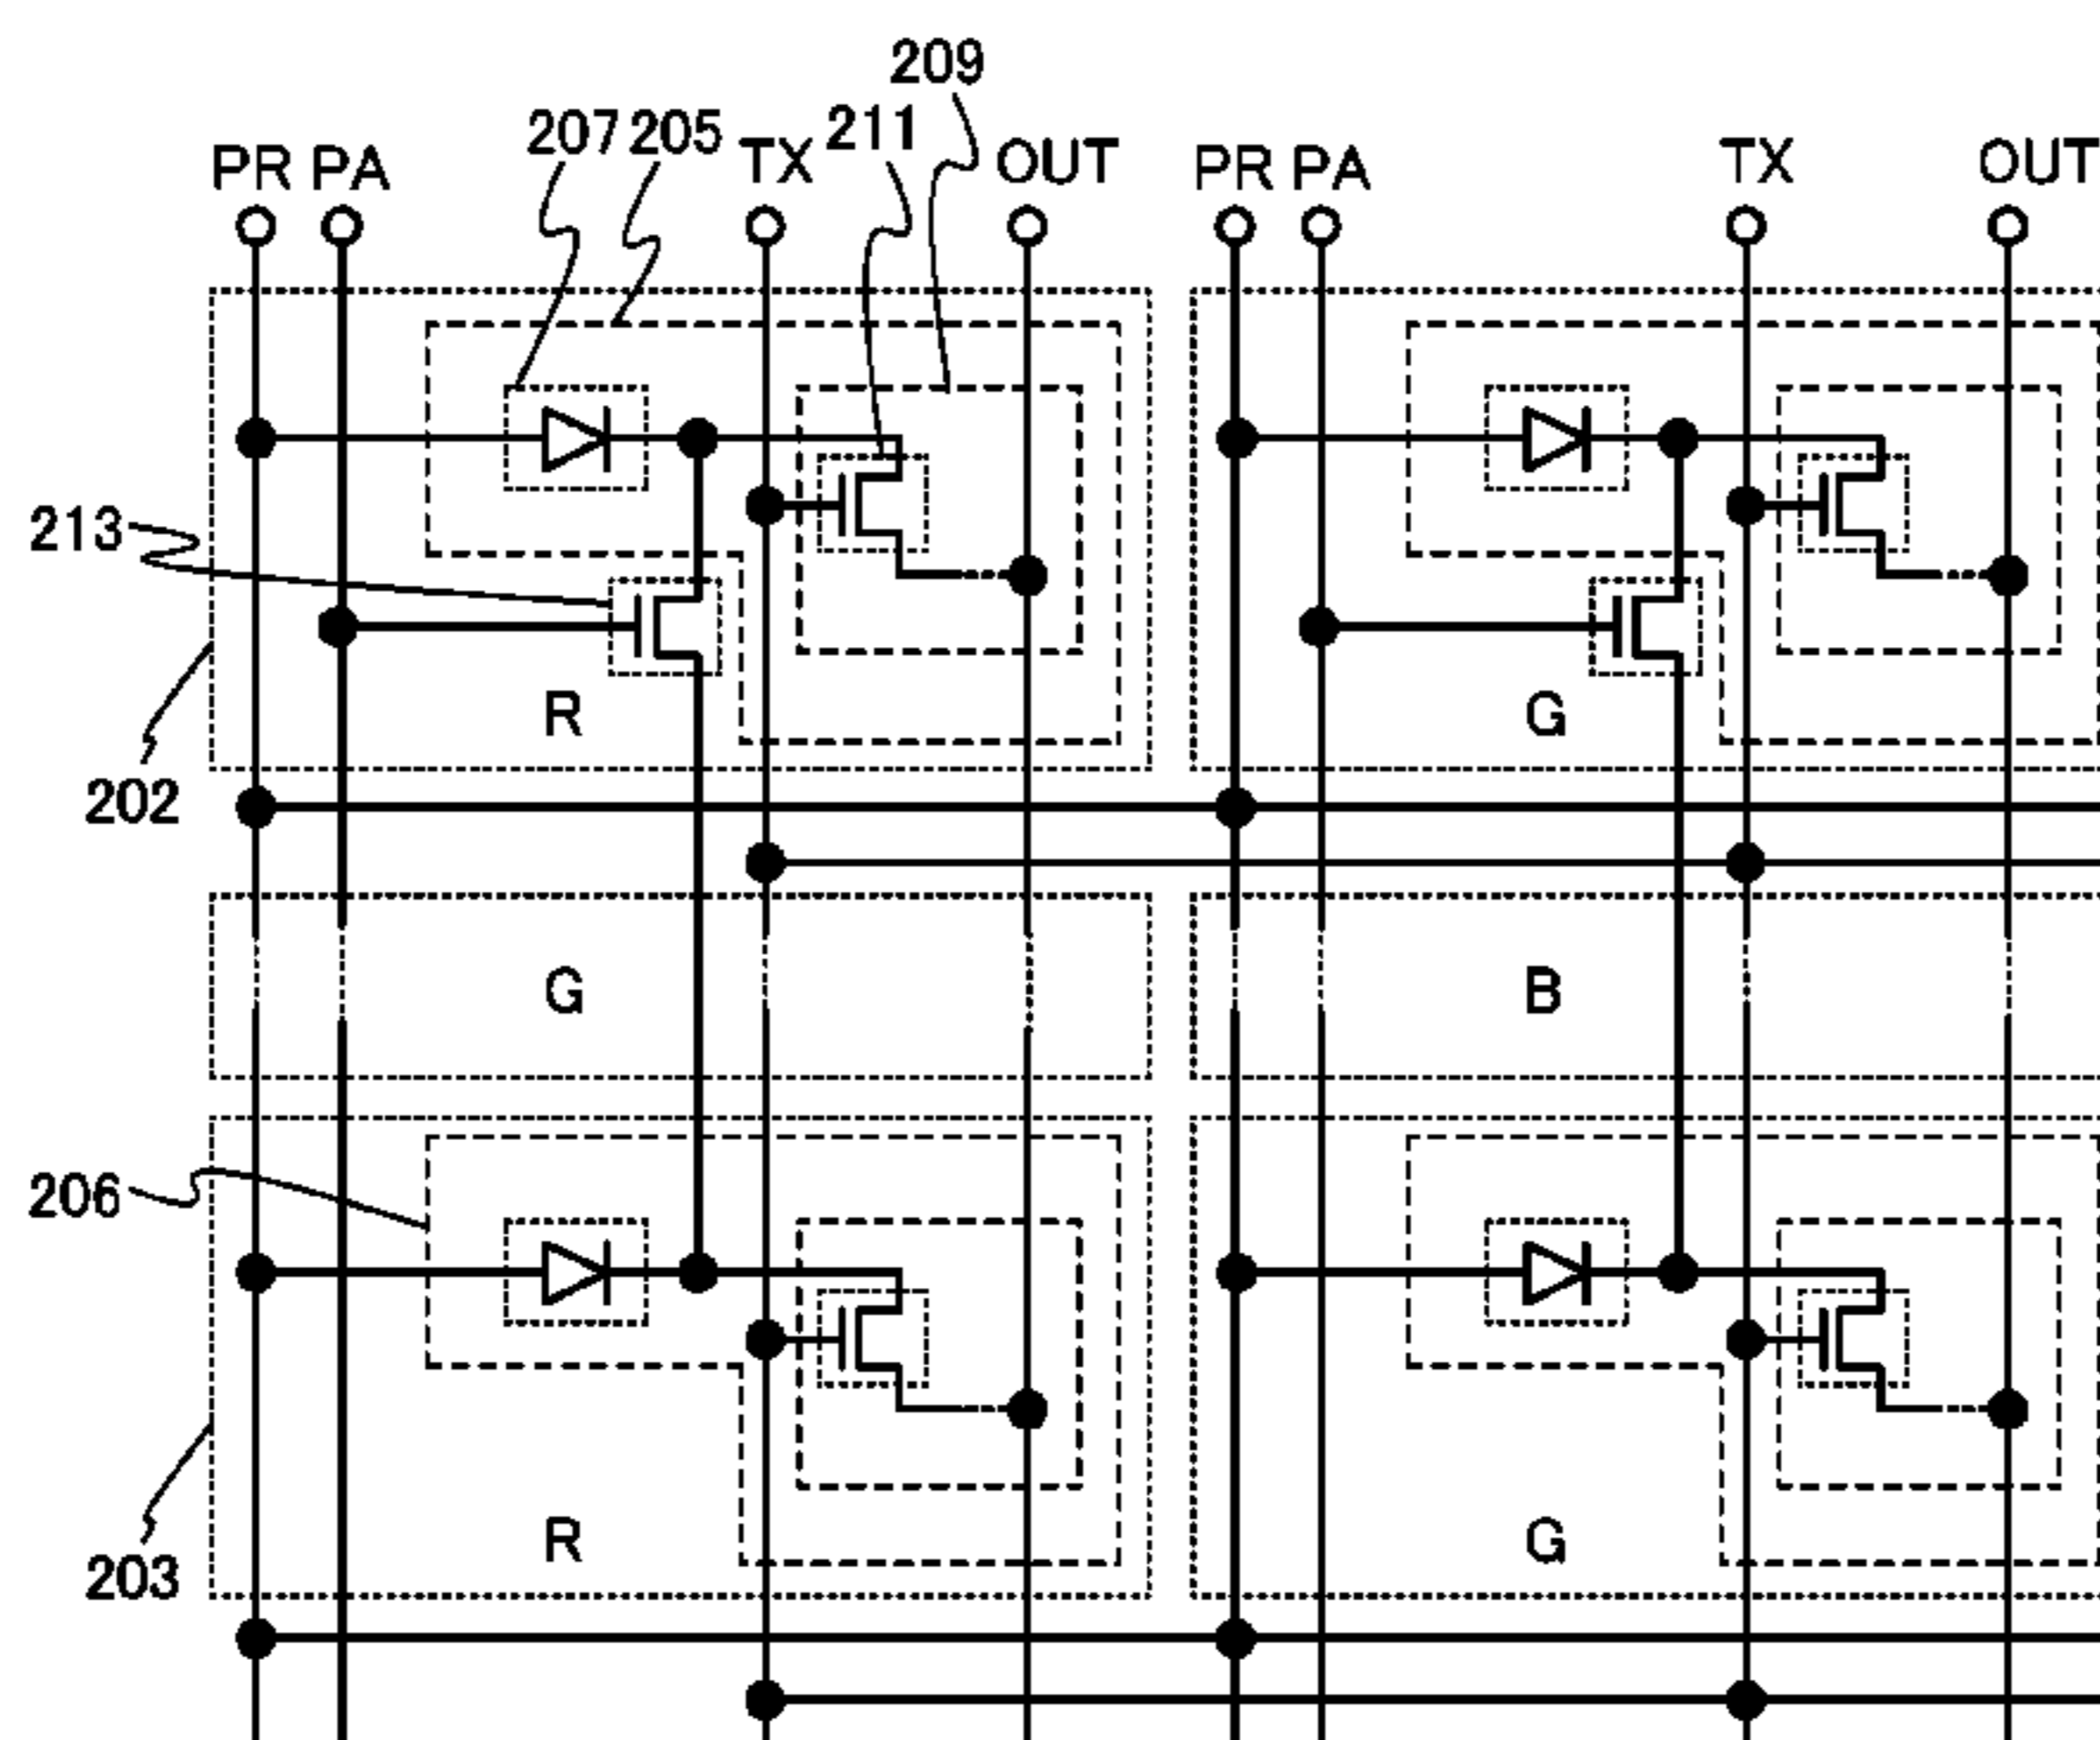 209
207 205 TX 211 OUT
PR PA
PR PA TX OUT
213
R G
202
G B
206
R G
203